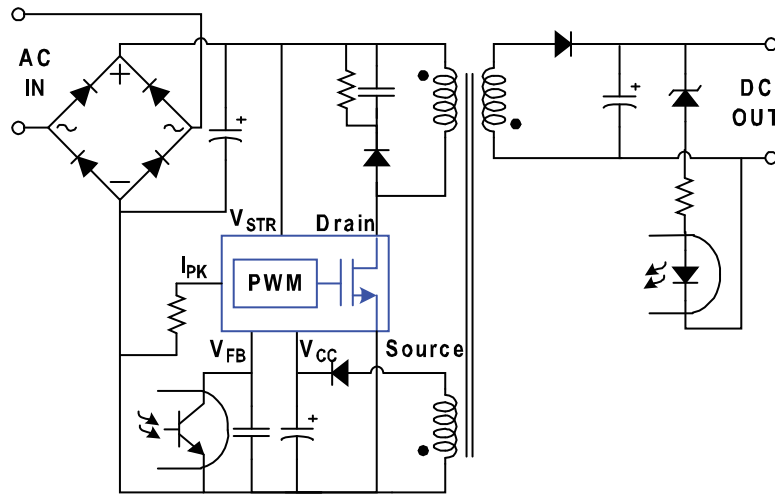 AC
IN
+
~
~
−
+
+
DC
OUT
VSTR
Drain
IPK
PWM
VFB
VCC
Source
+